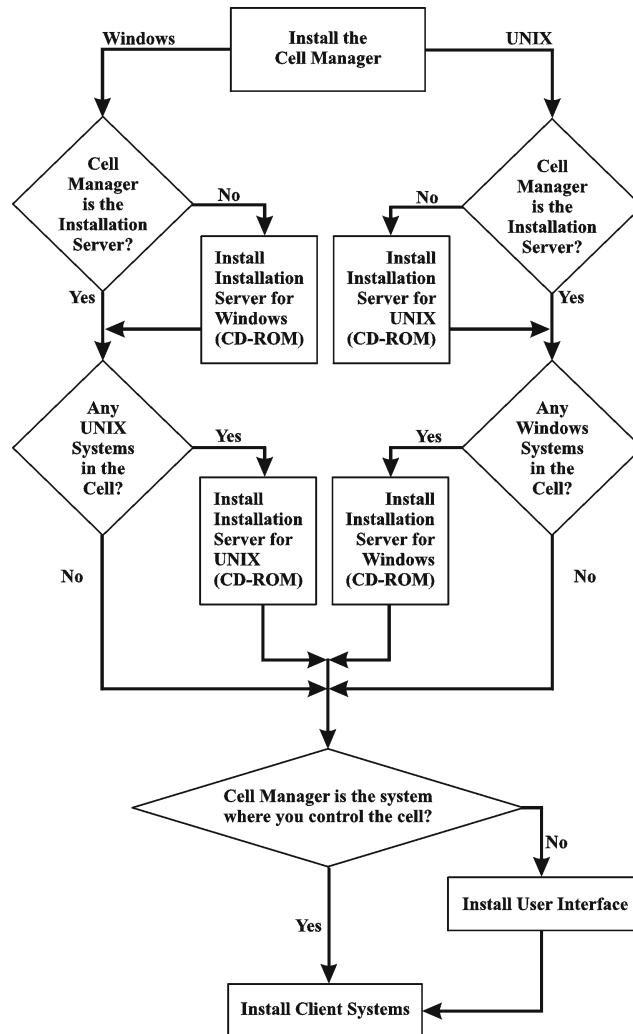 Windows
Install the
Cell Manager
UNIX
Cell
Manager
is the
Installation
Server?
No
Install
Installation
Server for
Windows
(CD-ROM)
Yes
Cell
Manager
is the
Installation
Server?
No
Install
Installation
Server for
UNIX
(CD-ROM)
Yes
Any
UNIX
Systems
in the
Cell?
Yes
Install
Installation
Server for
UNIX
(CD-ROM)
No
Any
Windows
Systems
in the
Cell?
Yes
Install
Installation
Server for
Windows
(CD-ROM)
No
Cell Manager is the system
where you control the cell?
No
Install User Interface
Yes
Install Client Systems